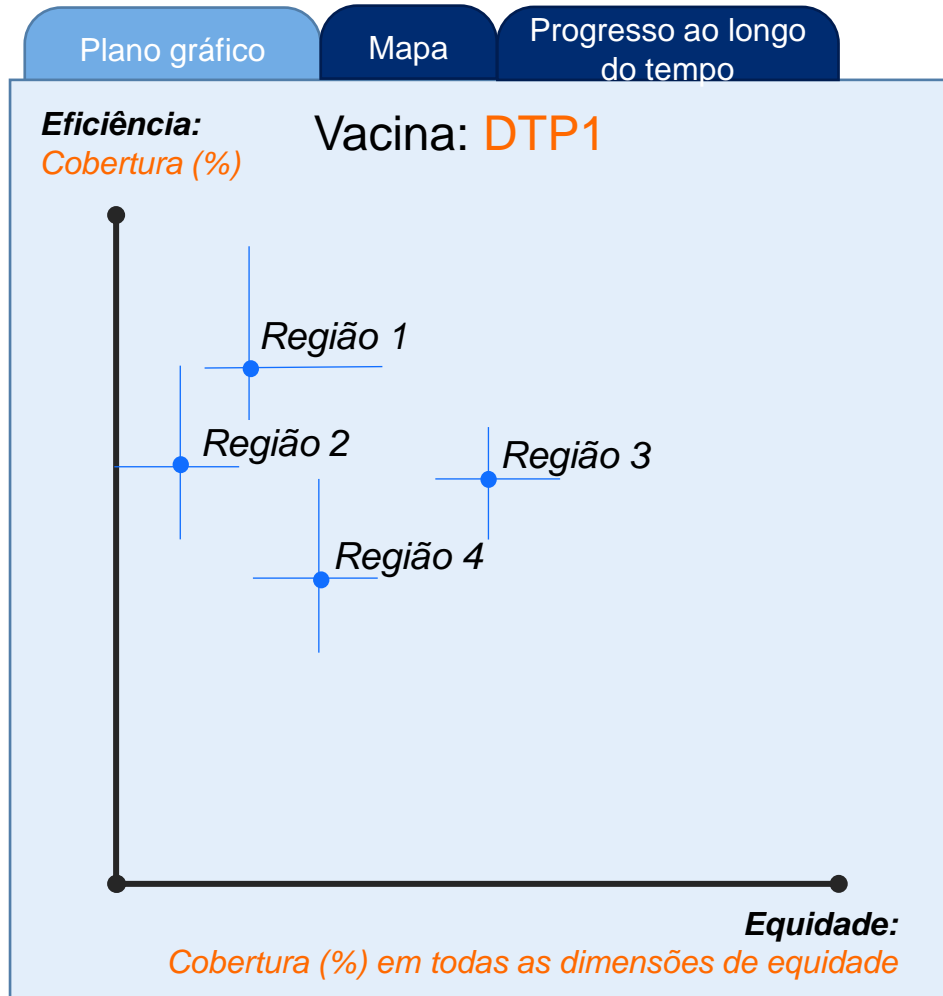 Plano gráfico
Mapa
Progresso ao longo
do tempo
Eficiência:
Cobertura (%)
Vacina: DTP1
Região 1
Região 2
Região 3
Região 4
Equidade:
Cobertura (%) em todas as dimensões de equidade